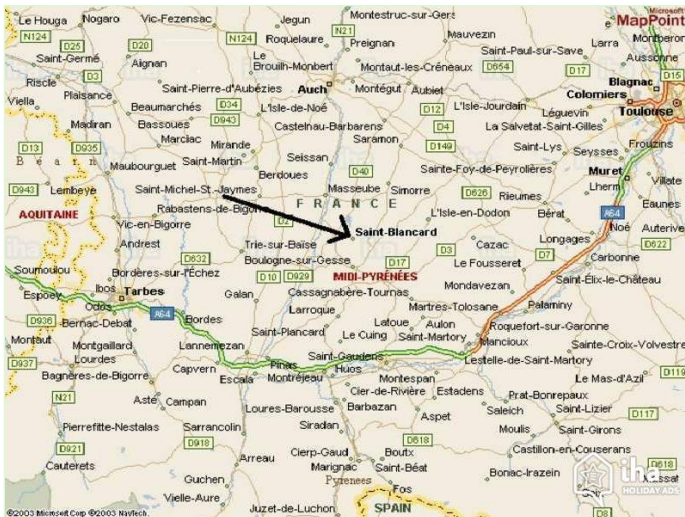 Le Houga
Nogaro
Vic-Fezensac
Jegun
Montestruc-sur-Gers
Microsoft
MapPoint
N124
D25
D20
N124
Roquelaure
N21
Preignan
Mauvezin
Larra
Montberon
Saint-Germé
Aignan
Le
Brouilh-Monbert
Montaut-les-Créneaux
Saint-Paul-sur-Save
D654
D17
Aussonne
Riscle
D3
Plaisance
Saint-Pierre-d'Aubézies
Auch
Montégut
Aubiet
Blagnac
D15
Colomiers
Viella
Beaumarchés
D34
L'Isle-de-Noé
D12
L'Isle-Jourdain
Léguevin
Toulouse
Madiran
Bassoues
D943
Castelnau-Barbarens
D4
La Salvetat-Saint-Gilles
D13
D935
Marciac
Mirande
Saramon
D149
Saint-Lys
Frouzins
Béarn
Maubourguet
Saint-Martin
Seissan
Seysses
Berdoues
D40
Sainte-Foy-de-Peyrolières
Muret
D943
Lembeye
Saint-Michel-St-Jaymes
Masseube
Simorre
D626
Rieumes
Lherm
Villate
AQUITAINE
Rabastens-de-Bigorre
FRANCE
L'Isle-en-Dodon
Bérat
A64
Eaunes
Vic-en-Bigorre
D2
Saint-Blancard
Noé
Auterive
Andrest
Trie-sur-Baïse
D3
Cazac
Longages
D622
Soumoulou
D632
Boulogne-sur-Gesse
D17
Le Fousseret
Carbonne
Bordères-sur-l'Échez
D10
D929
MIDI-PYRÉNÉES
Mondavezan
Saint-Élix-le-Château
Espoey
Ibos
Tarbes
Galan
Cassagnabère-Tournas
Odos
Larroque
Martres-Tolosane
Palaminy
D936
Bernac-Debat
A64
Bordes
Latoue
Aulon
Roquefort-sur-Garonne
Montaut
Montgaillard
Saint-Plancard
Le Cuing
Saint-Martory
Mancioux
Sainte-Croix-Volvestre
D937
Lourdes
Lannemezan
Saint-Gaudens
Lestelle-de-Saint-Martory
Bagnères-de-Bigorre
Capvern
Pinas
Huos
D119
Escala
Montréjeau
Montespan
Le Mas-d'Azil
N21
Asté
Campan
Cier-de-Rivière
Estadens
Prat-Bonrepaux
Loures-Barousse
Barbazan
Saleich
Saint-Lizier
D117
Pierrefitte-Nestalas
Sarrancolin
Siradan
Aspet
Moulis
Saint-Girons
D921
D918
D618
Castillon-en-Couserans
Cauterets
Arreau
Cierp-Gaud
Boutx
Marignac
Saint-Béat
Bonac-Irazein
D618
Guchen
Pyrenees
iha
Vielle-Aure
Fos
HOLIDAY ADS
Juzet-de-Luchon
SPAIN
D8
©2003 Microsoft Corp ©2003 NavTech.